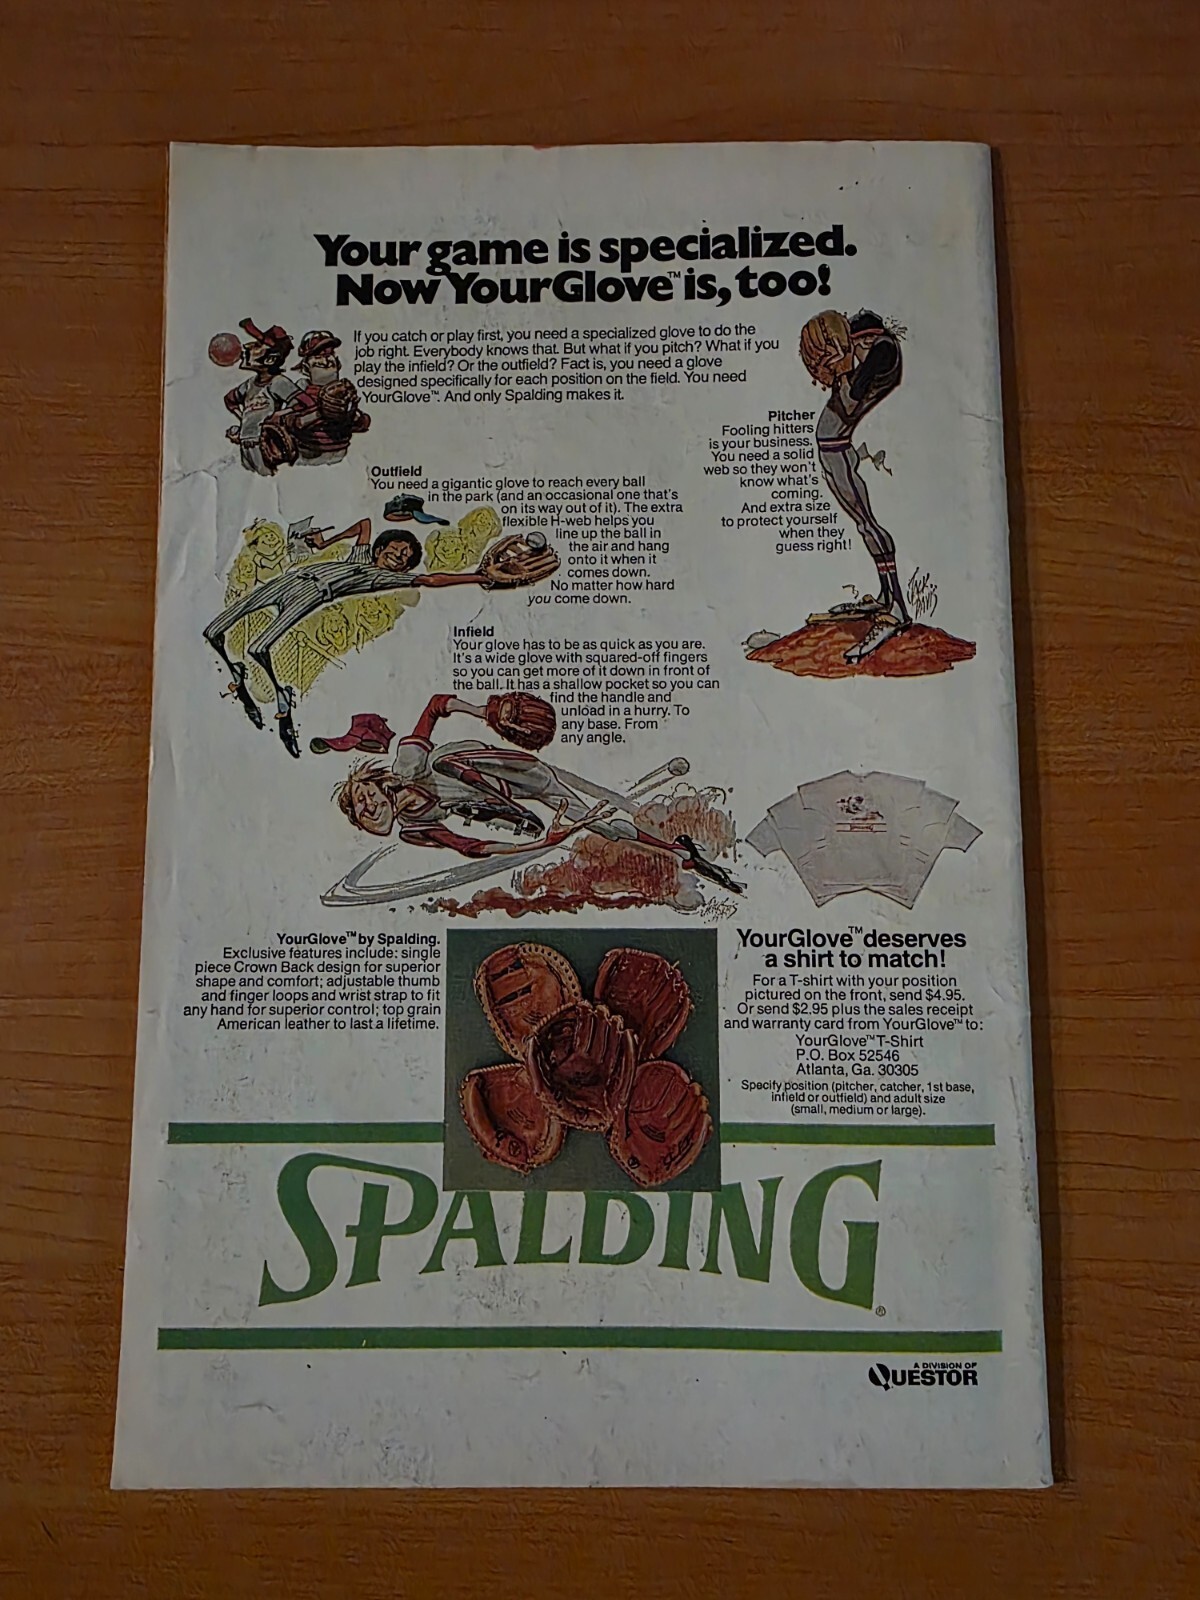 Your game is specialized.
Now YourGlove™ is, too!
If you catch or play first, you need a specialized glove to do the
job right. Everybody knows that. But what if you pitch? What if you
play the infield? Or the outfield? Fact is, you need a glove
designed specifically for each position on the field. You need
YourGlove™. And only Spalding makes it.
Pitcher
Fooling hitters
is your business.
You need a solid
web so they won't
know what's
coming.
And extra size
to protect yourself
when they
guess right!
JACK DAVIS
Outfield
You need a gigantic glove to reach every ball
in the park (and an occasional one that's
on its way out of it). The extra
flexible H-web helps you
line up the ball in
the air and hang
onto it when it
comes down.
No matter how hard
you come down.
Infield
Your glove has to be as quick as you are.
It's a wide glove with squared-off fingers
so you can get more of it down in front of
the ball. It has a shallow pocket so you can
find the handle and
unload in a hurry. To
any base. From
any angle.
YourGlove™ by Spalding.
Exclusive features include: single
piece Crown Back design for superior
shape and comfort; adjustable thumb
and finger loops and wrist strap to fit
any hand for superior control; top grain
American leather to last a lifetime.
YourGlove™ deserves
a shirt to match!
For a T-shirt with your position
pictured on the front, send $4.95.
Or send $2.95 plus the sales receipt
and warranty card from YourGlove™ to:
YourGlove™ T-Shirt
P.O. Box 52546
Atlanta, Ga. 30305
Specify position (pitcher, catcher, 1st base,
infield or outfield) and adult size
(small, medium or large).
SPALDING®
A DIVISION OF
QUESTOR